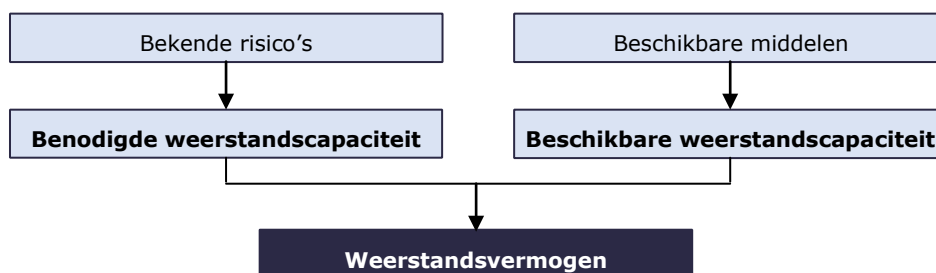 Bekende risico’s
Beschikbare middelen
Benodigde weerstandscapaciteit
Beschikbare weerstandscapaciteit
Weerstandsvermogen